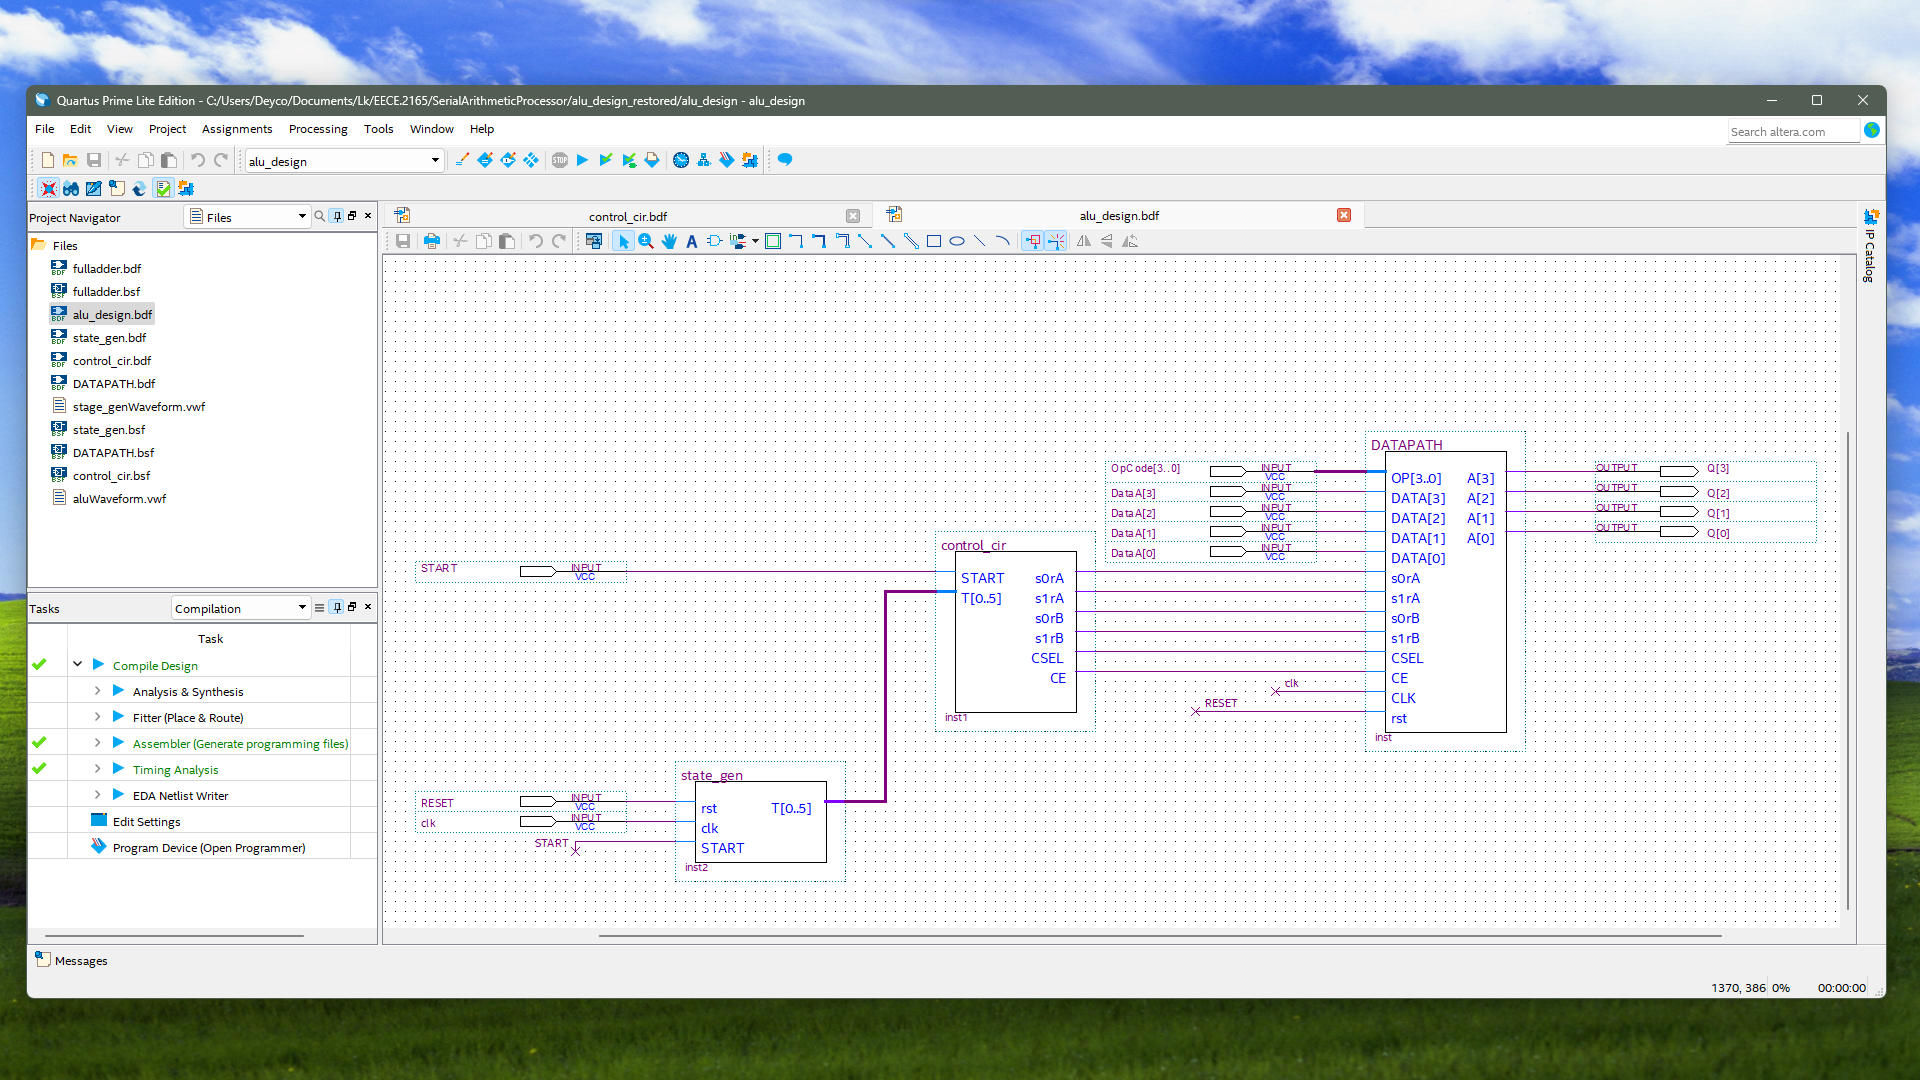 Quartus Prime Lite Edition - C:/Users/Deyco/Documents/Lk/EECE.2165/SerialArithmeticProcessor/alu_design_restored/alu_design - alu_design
File Edit View Project Assignments Processing Tools Window Help
Search altera.com
alu_design
STOP
Project Navigator
Files
control_cir.bdf
alu_design.bdf
IP Catalog
Files
fulladder.bdf
fulladder.bsf
alu_design.bdf
state_gen.bdf
control_cir.bdf
DATAPATH.bdf
stage_genWaveform.vwf
state_gen.bsf
DATAPATH.bsf
control_cir.bsf
aluWaveform.vwf
Tasks
Compilation
Task
Compile Design
Analysis & Synthesis
Fitter (Place & Route)
Assembler (Generate programming files)
Timing Analysis
EDA Netlist Writer
Edit Settings
Program Device (Open Programmer)
DATAPATH
OpCode[3..0] INPUT VCC
DataA[3] INPUT VCC
DataA[2] INPUT VCC
DataA[1] INPUT VCC
DataA[0] INPUT VCC
OP[3..0] A[3]
DATA[3] A[2]
DATA[2] A[1]
DATA[1] A[0]
DATA[0]
s0rA
s1rA
s0rB
s1rB
CSEL
CE
CLK
rst
inst
OUTPUT Q[3]
OUTPUT Q[2]
OUTPUT Q[1]
OUTPUT Q[0]
control_cir
START INPUT VCC
START s0rA
T[0..5] s1rA
s0rB
s1rB
CSEL
CE
inst1
clk
RESET
state_gen
RESET INPUT VCC
clk INPUT VCC
START
rst T[0..5]
clk
START
inst2
Messages
1370, 386 0% 00:00:00